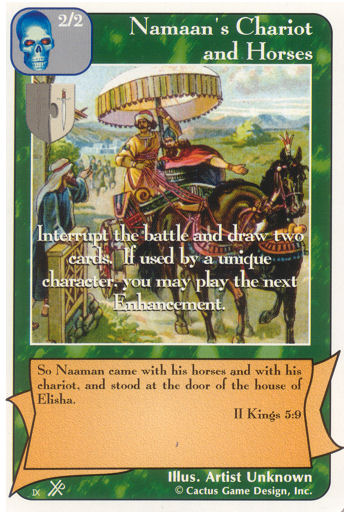 2/2
Namaan's Chariot
and Horses
Interrupt the battle and draw two
cards. If used by a unique
character, you may play the next
Enhancement.
So Naaman came with his horses and with his
chariot, and stood at the door of the house of
Elisha.
II Kings 5:9
Illus. Artist Unknown
© Cactus Game Design, Inc.